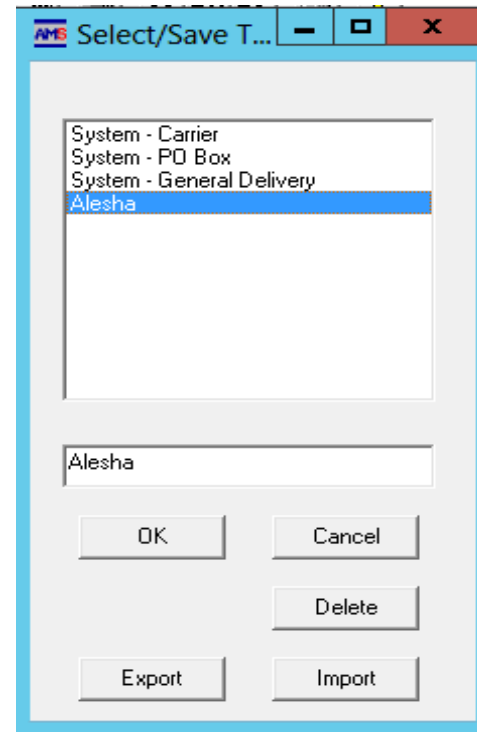 AMS Select/Save T...
System - Carrier
System - PO Box
System - General Delivery
Alesha
Alesha
OK Cancel
Delete
Export Import